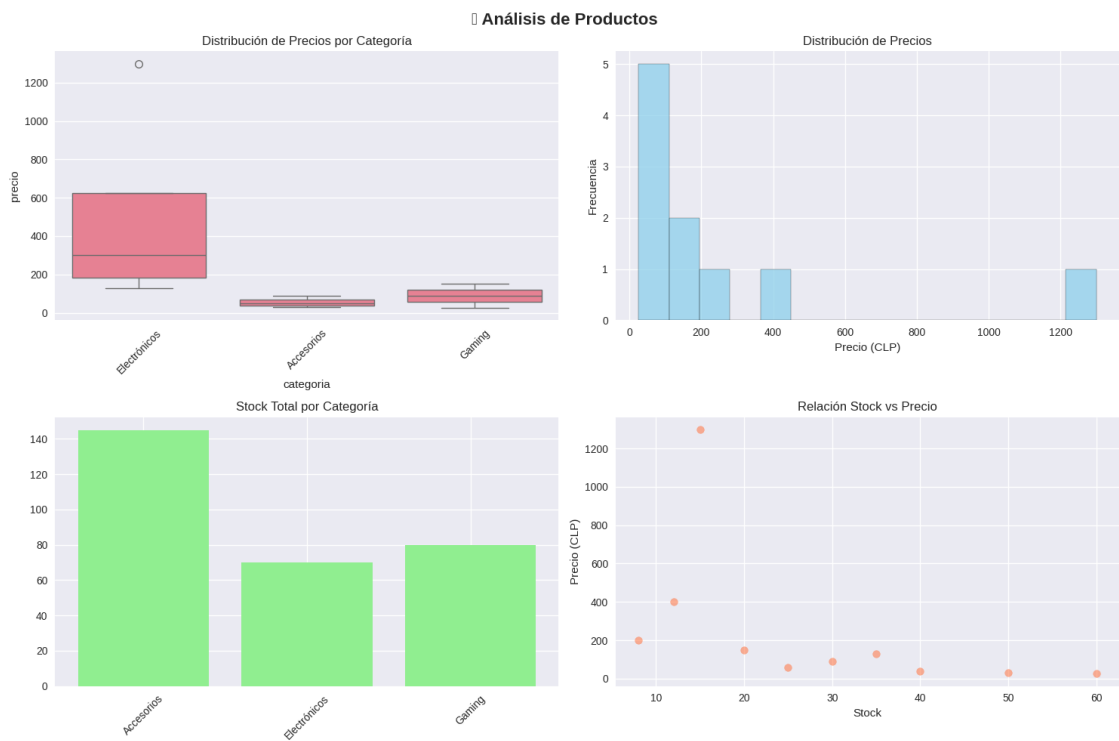 Análisis de Productos
Distribución de Precios por Categoría
1200
1000
800
600
400
200
0
precio
Electrónicos
Accesorios
Gaming
categoria
Distribución de Precios
5
4
3
2
1
0
Frecuencia
0 200 400 600 800 1000 1200
Precio (CLP)
Stock Total por Categoría
140
120
100
80
60
40
20
0
Accesorios
Electrónicos
Gaming
Relación Stock vs Precio
1200
1000
800
600
400
200
0
Precio (CLP)
10 20 30 40 50 60
Stock